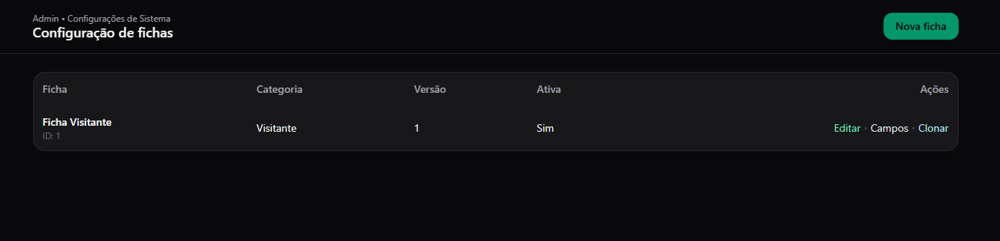 Admin • Configurações de Sistema
Configuração de fichas
Nova ficha
Ficha Categoria Versão Ativa Ações
Ficha Visitante
ID: 1
Visitante 1 Sim Editar • Campos • Clonar